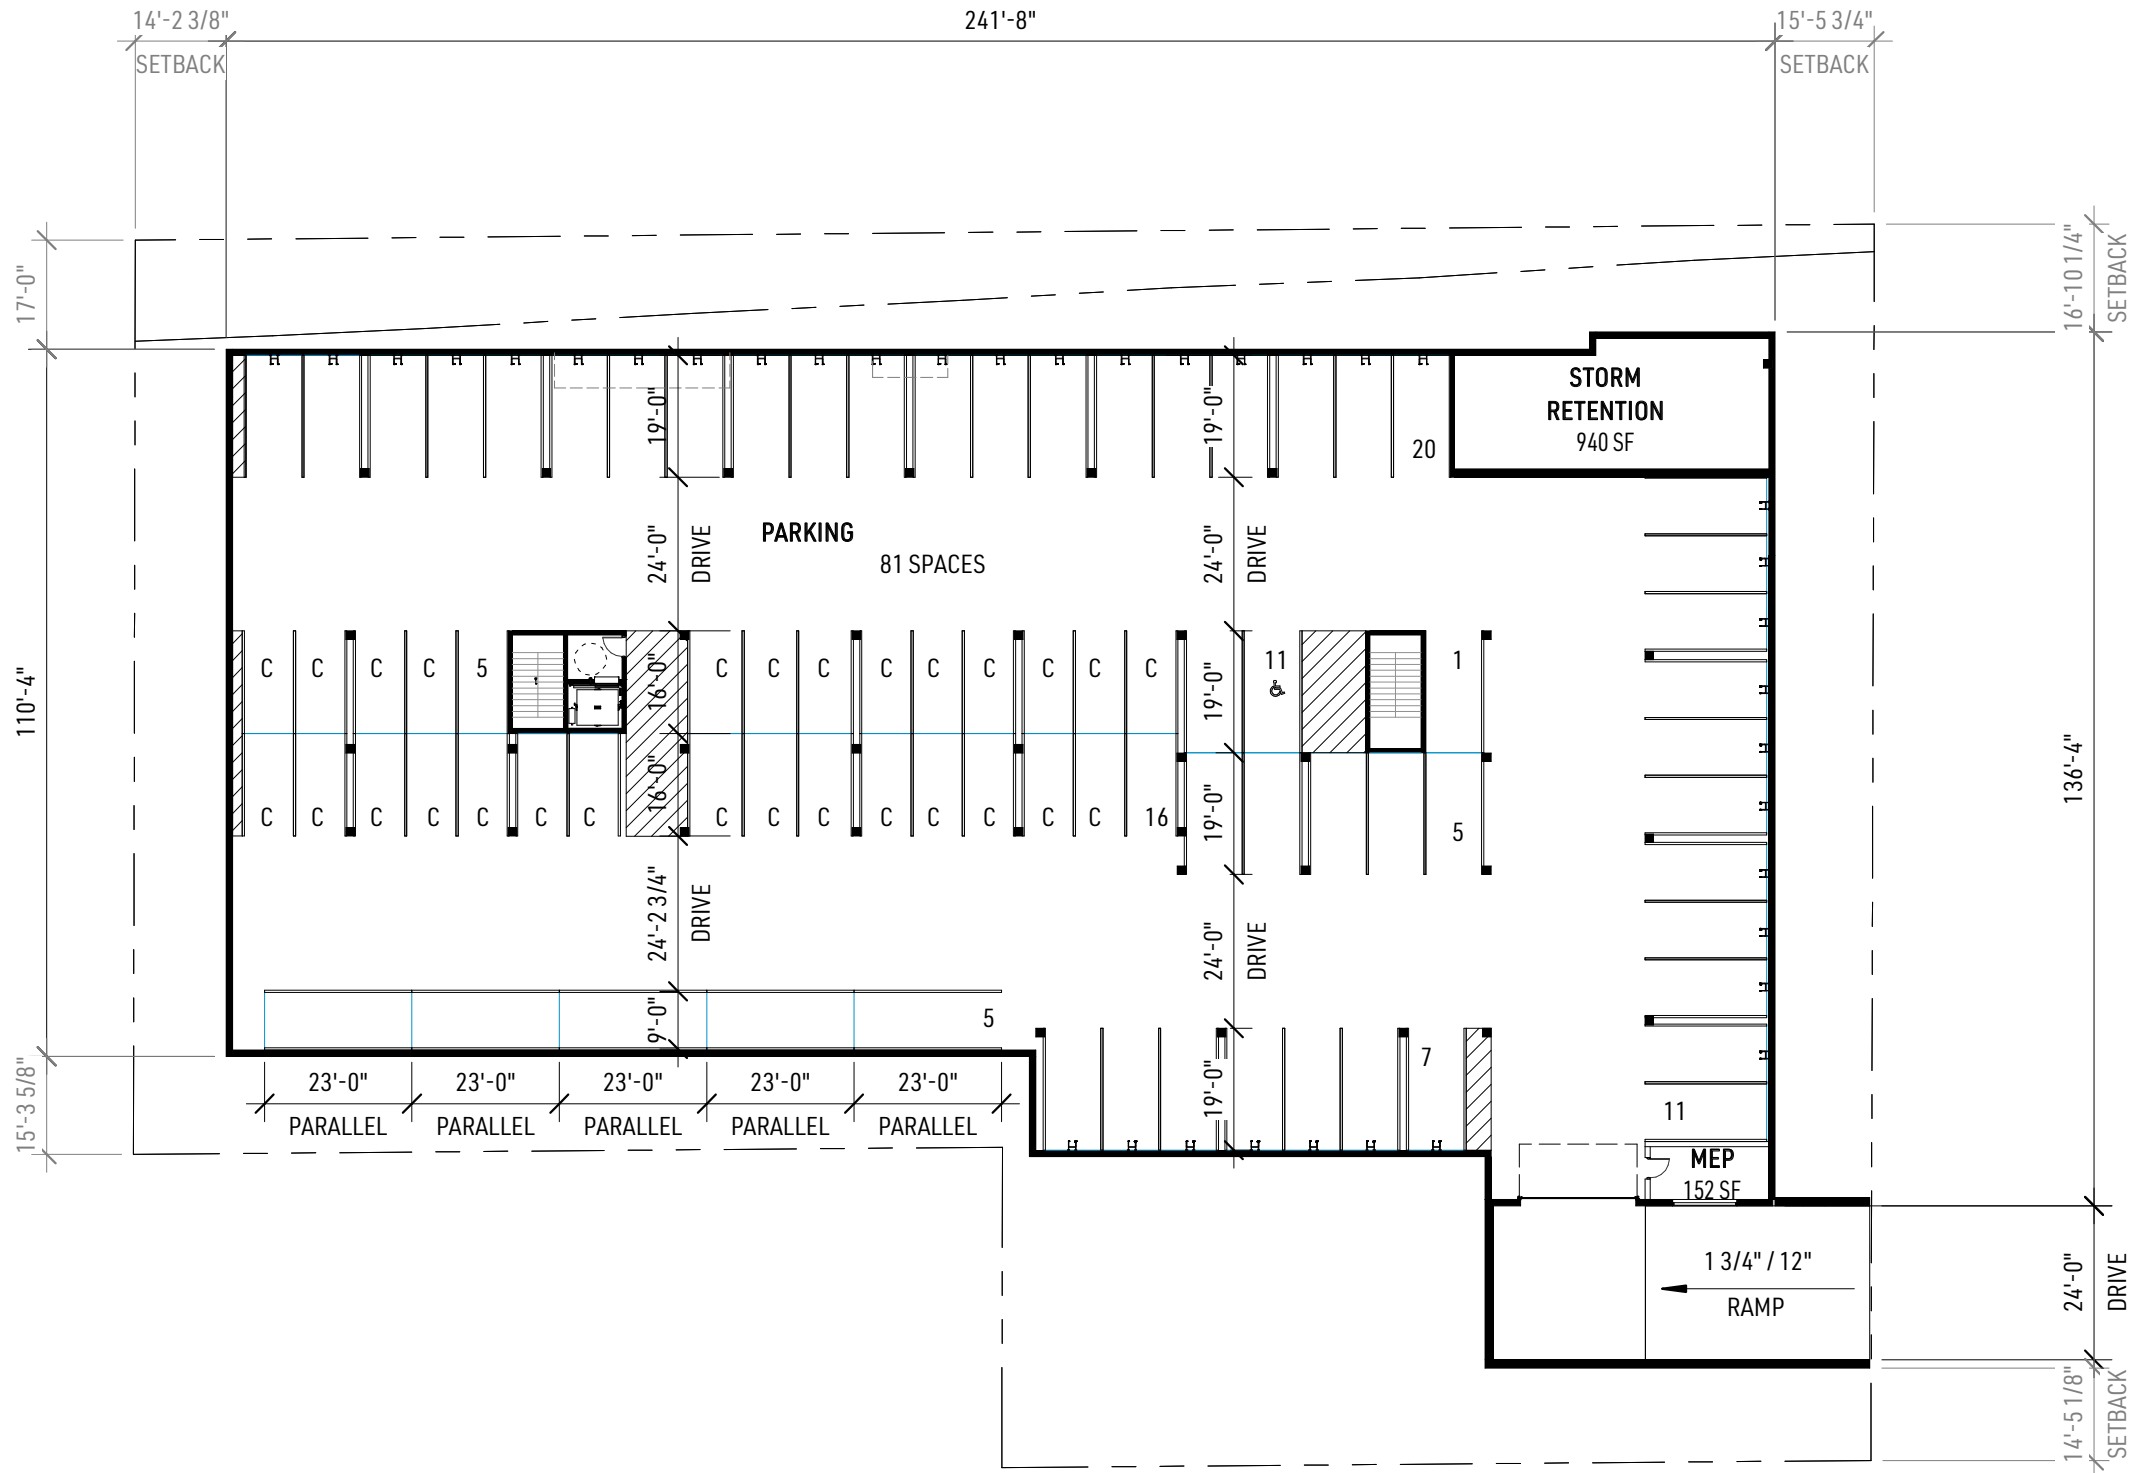 14'-2 3/8"
241'-8"
15'-5 3/4"
SETBACK
SETBACK
17'-0"
16'-10 1/4"
SETBACK
H H H H H H H H H H H H H H H H H H H H
19'-0"
19'-0"
20
STORM
RETENTION
940 SF
24'-0"
DRIVE
PARKING
81 SPACES
24'-0"
DRIVE
H
H
H
H
H
H
H
H
H
H
H
110'-4"
136'-4"
C C C C 5
16'-0"
C C C C C C C C C
19'-0"
11
1
16'-0"
C C C C C C C
C C C C C C C C 16
19'-0"
5
24'-2 3/4"
DRIVE
24'-0"
DRIVE
9'-0"
5
7
19'-0"
H H H H H H H
11
23'-0" 23'-0" 23'-0" 23'-0" 23'-0"
PARALLEL PARALLEL PARALLEL PARALLEL PARALLEL
15'-3 5/8"
MEP
152 SF
1 3/4" / 12"
RAMP
24'-0"
DRIVE
14'-5 1/8"
SETBACK